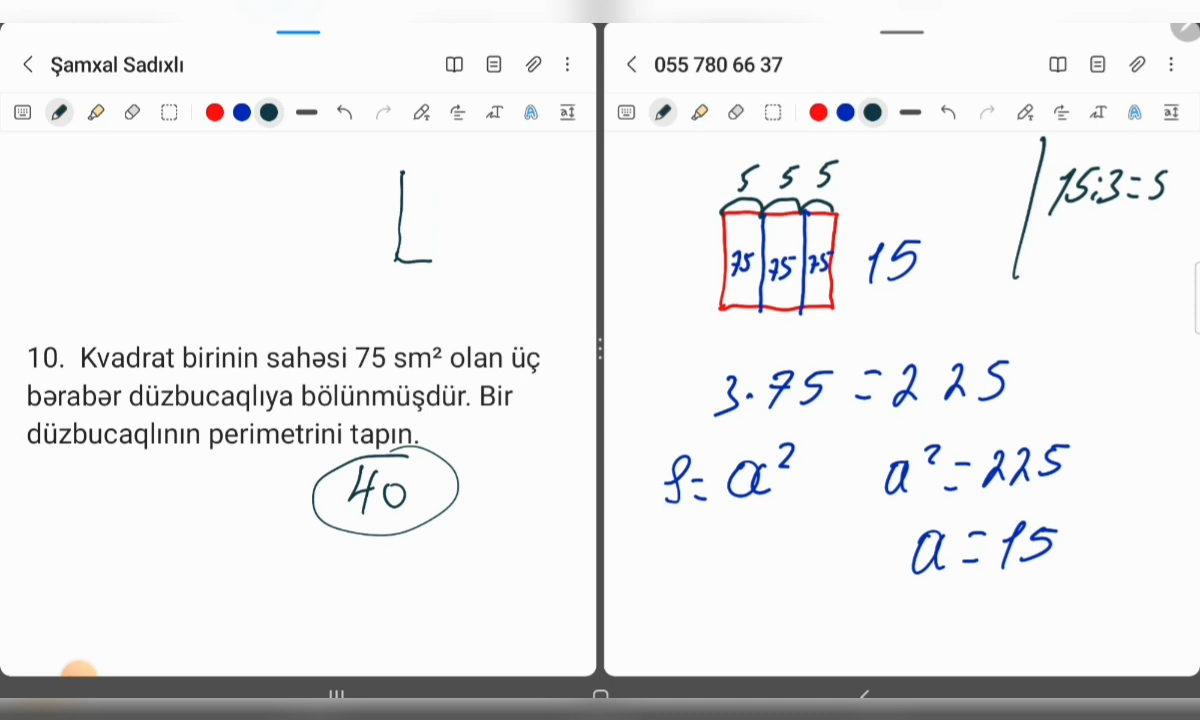 Şamxal Sadıxlı
L
10. Kvadrat birinin sahəsi 75 sm² olan üç
bərabər düzbucaqlıya bölünmüşdür. Bir
düzbucaqlının perimetrini tapın.
40
055 780 66 37
5 5 5
15:3=5
75 75 75 15
3·75=225
S=a² a²=225
a=15